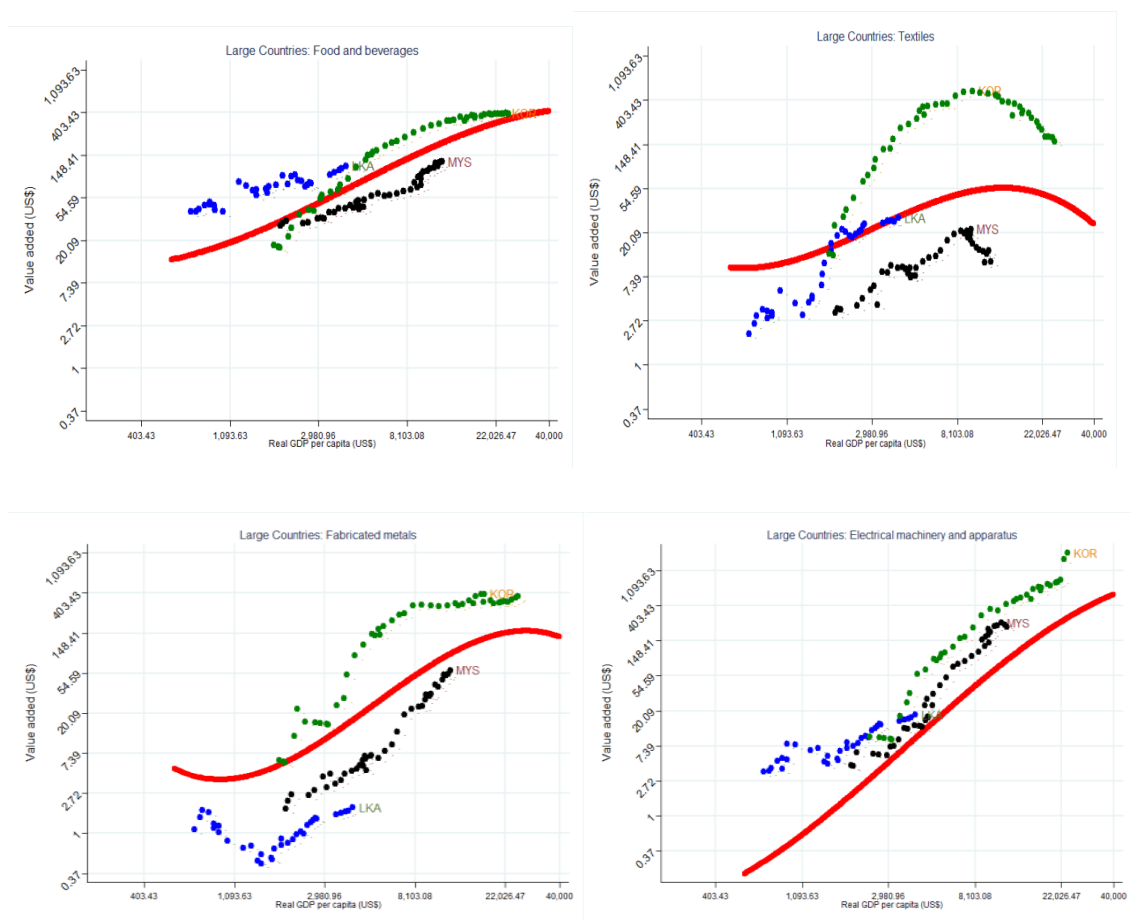 Large Countries: Food and beverages
Value added (US$)
1,093.63
403.43
148.41
54.59
20.09
7.39
2.72
1
0.37
KOR
LKA
MYS
403.43 1,093.63 2,980.96 8,103.08 22,026.47 40,000
Real GDP per capita (US$)
Large Countries: Textiles
Value added (US$)
1,093.63
403.43
148.41
54.59
20.09
7.39
2.72
1
0.37
KOR
LKA
MYS
403.43 1,093.63 2,980.96 8,103.08 22,026.47 40,000
Real GDP per capita (US$)
Large Countries: Fabricated metals
Value added (US$)
1,093.63
403.43
148.41
54.59
20.09
7.39
2.72
1
0.37
KOR
MYS
LKA
403.43 1,093.63 2,980.96 8,103.08 22,026.47 40,000
Real GDP per capita (US$)
Large Countries: Electrical machinery and apparatus
Value added (US$)
1,093.63
403.43
148.41
54.59
20.09
7.39
2.72
1
0.37
KOR
MYS
LKA
403.43 1,093.63 2,980.96 8,103.08 22,026.47 40,000
Real GDP per capita (US$)